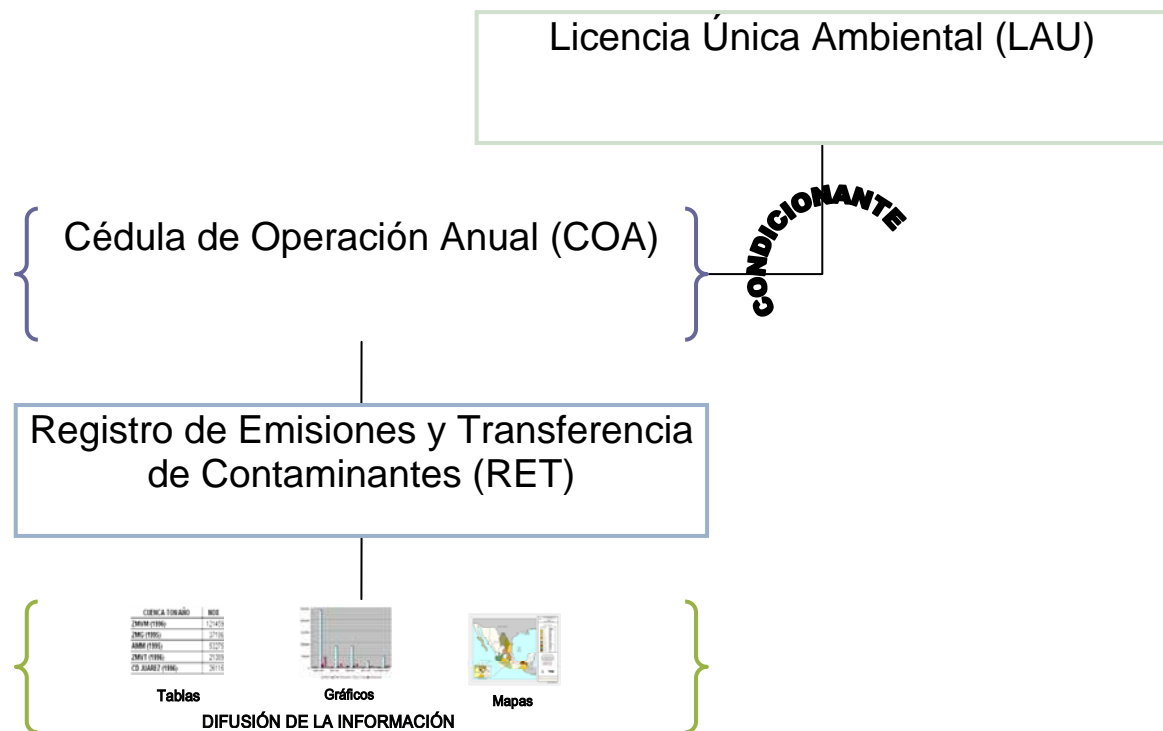 Licencia Única Ambiental (LAU)
CONDICIONANTE
Cédula de Operación Anual (COA)
Registro de Emisiones y Transferencia
de Contaminantes (RET)
CUENCA TON/AÑO NOX
ZMVM (1996)
ZMG (1995)
AMM (1995)
ZMVT (1996)
CD JUAREZ (1996)
Tablas
Gráficos
Mapas
DIFUSIÓN DE LA INFORMACIÓN